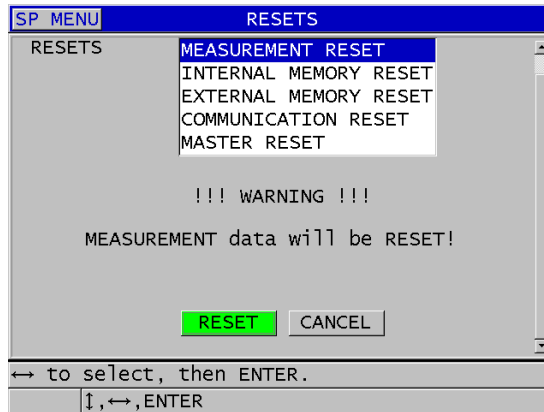 SP MENU RESETS
RESETS MEASUREMENT RESET
INTERNAL MEMORY RESET
EXTERNAL MEMORY RESET
COMMUNICATION RESET
MASTER RESET
!!! WARNING !!!
MEASUREMENT data will be RESET!
RESET CANCEL
↔ to select, then ENTER.
↕,↔,ENTER